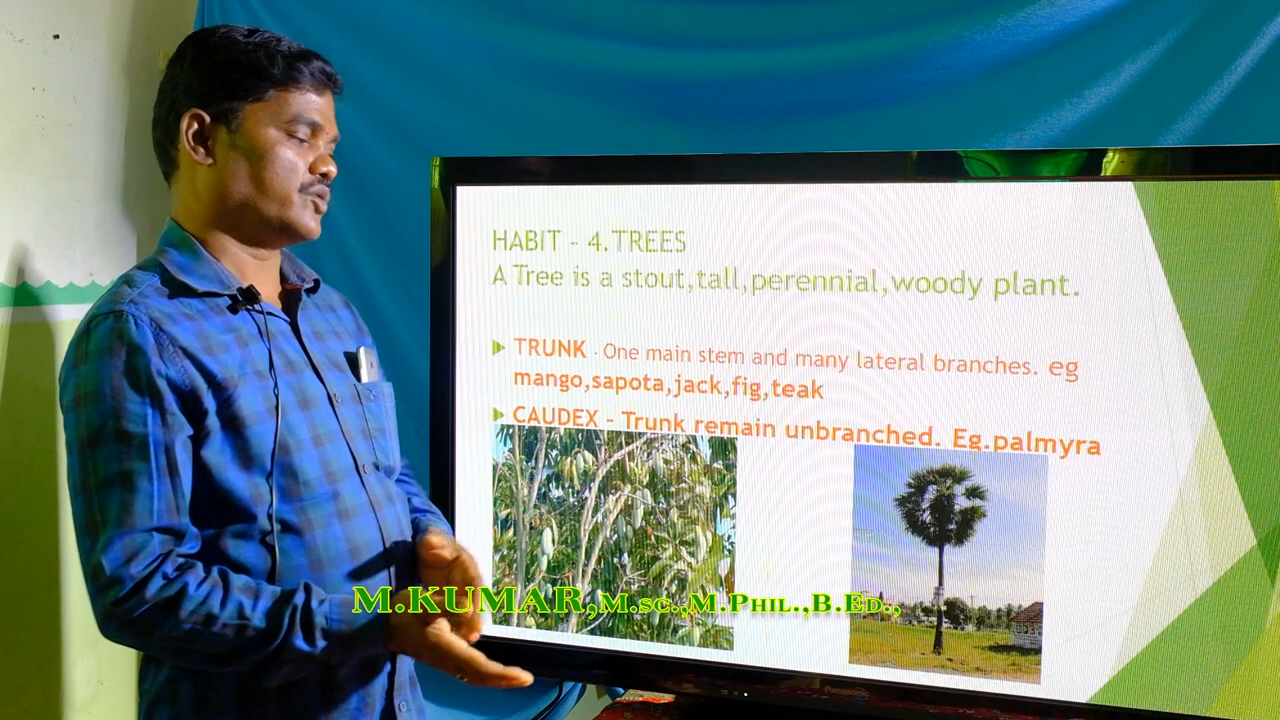 HABIT - 4.TREES
A Tree is a stout,tall,perennial,woody plant.
TRUNK - One main stem and many lateral branches. eg
mango,sapota,jack,fig,teak
CAUDEX - Trunk remain unbranched. Eg.palmyra
M.KUMAR,M.sc.,M.Phil.,B.Ed.,
Panasonic